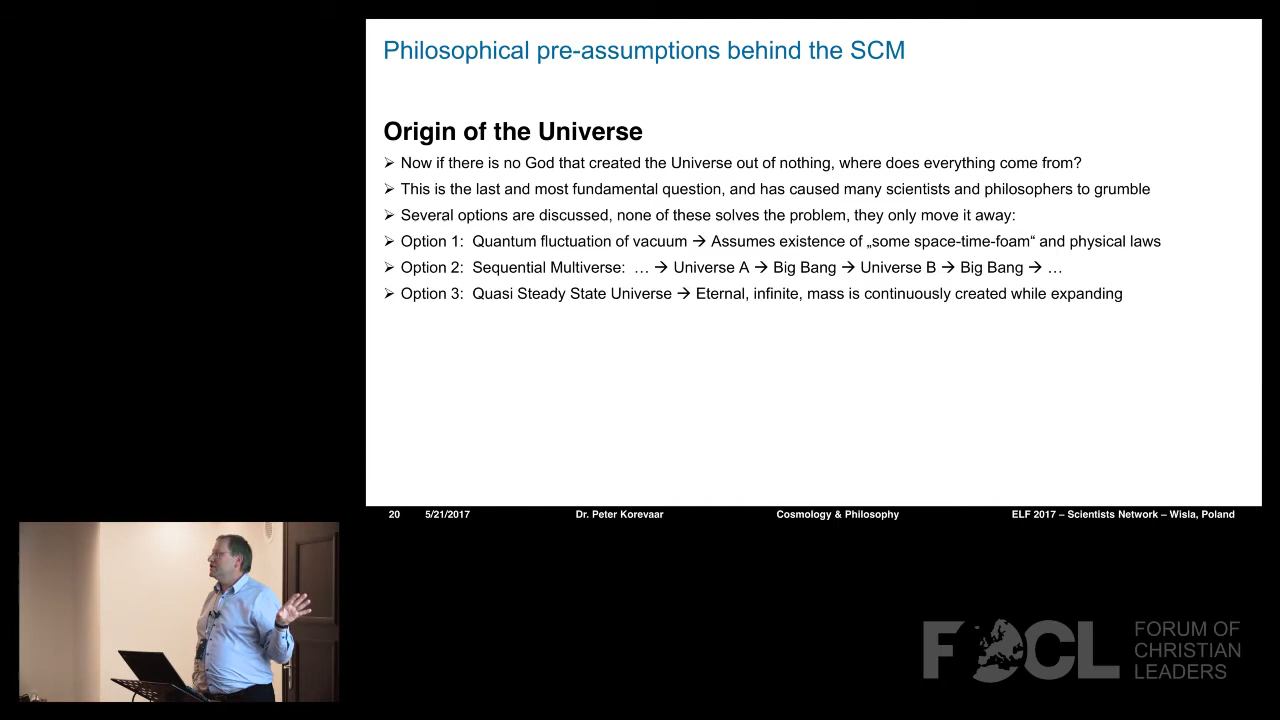 Philosophical pre-assumptions behind the SCM
Origin of the Universe
➢ Now if there is no God that created the Universe out of nothing, where does everything come from?
➢ This is the last and most fundamental question, and has caused many scientists and philosophers to grumble
➢ Several options are discussed, none of these solves the problem, they only move it away:
➢ Option 1: Quantum fluctuation of vacuum → Assumes existence of „some space-time-foam“ and physical laws
➢ Option 2: Sequential Multiverse: … → Universe A → Big Bang → Universe B → Big Bang → …
➢ Option 3: Quasi Steady State Universe → Eternal, infinite, mass is continuously created while expanding
20 5/21/2017 Dr. Peter Korevaar Cosmology & Philosophy ELF 2017 – Scientists Network – Wisla, Poland
FOCL
FORUM OF
CHRISTIAN
LEADERS